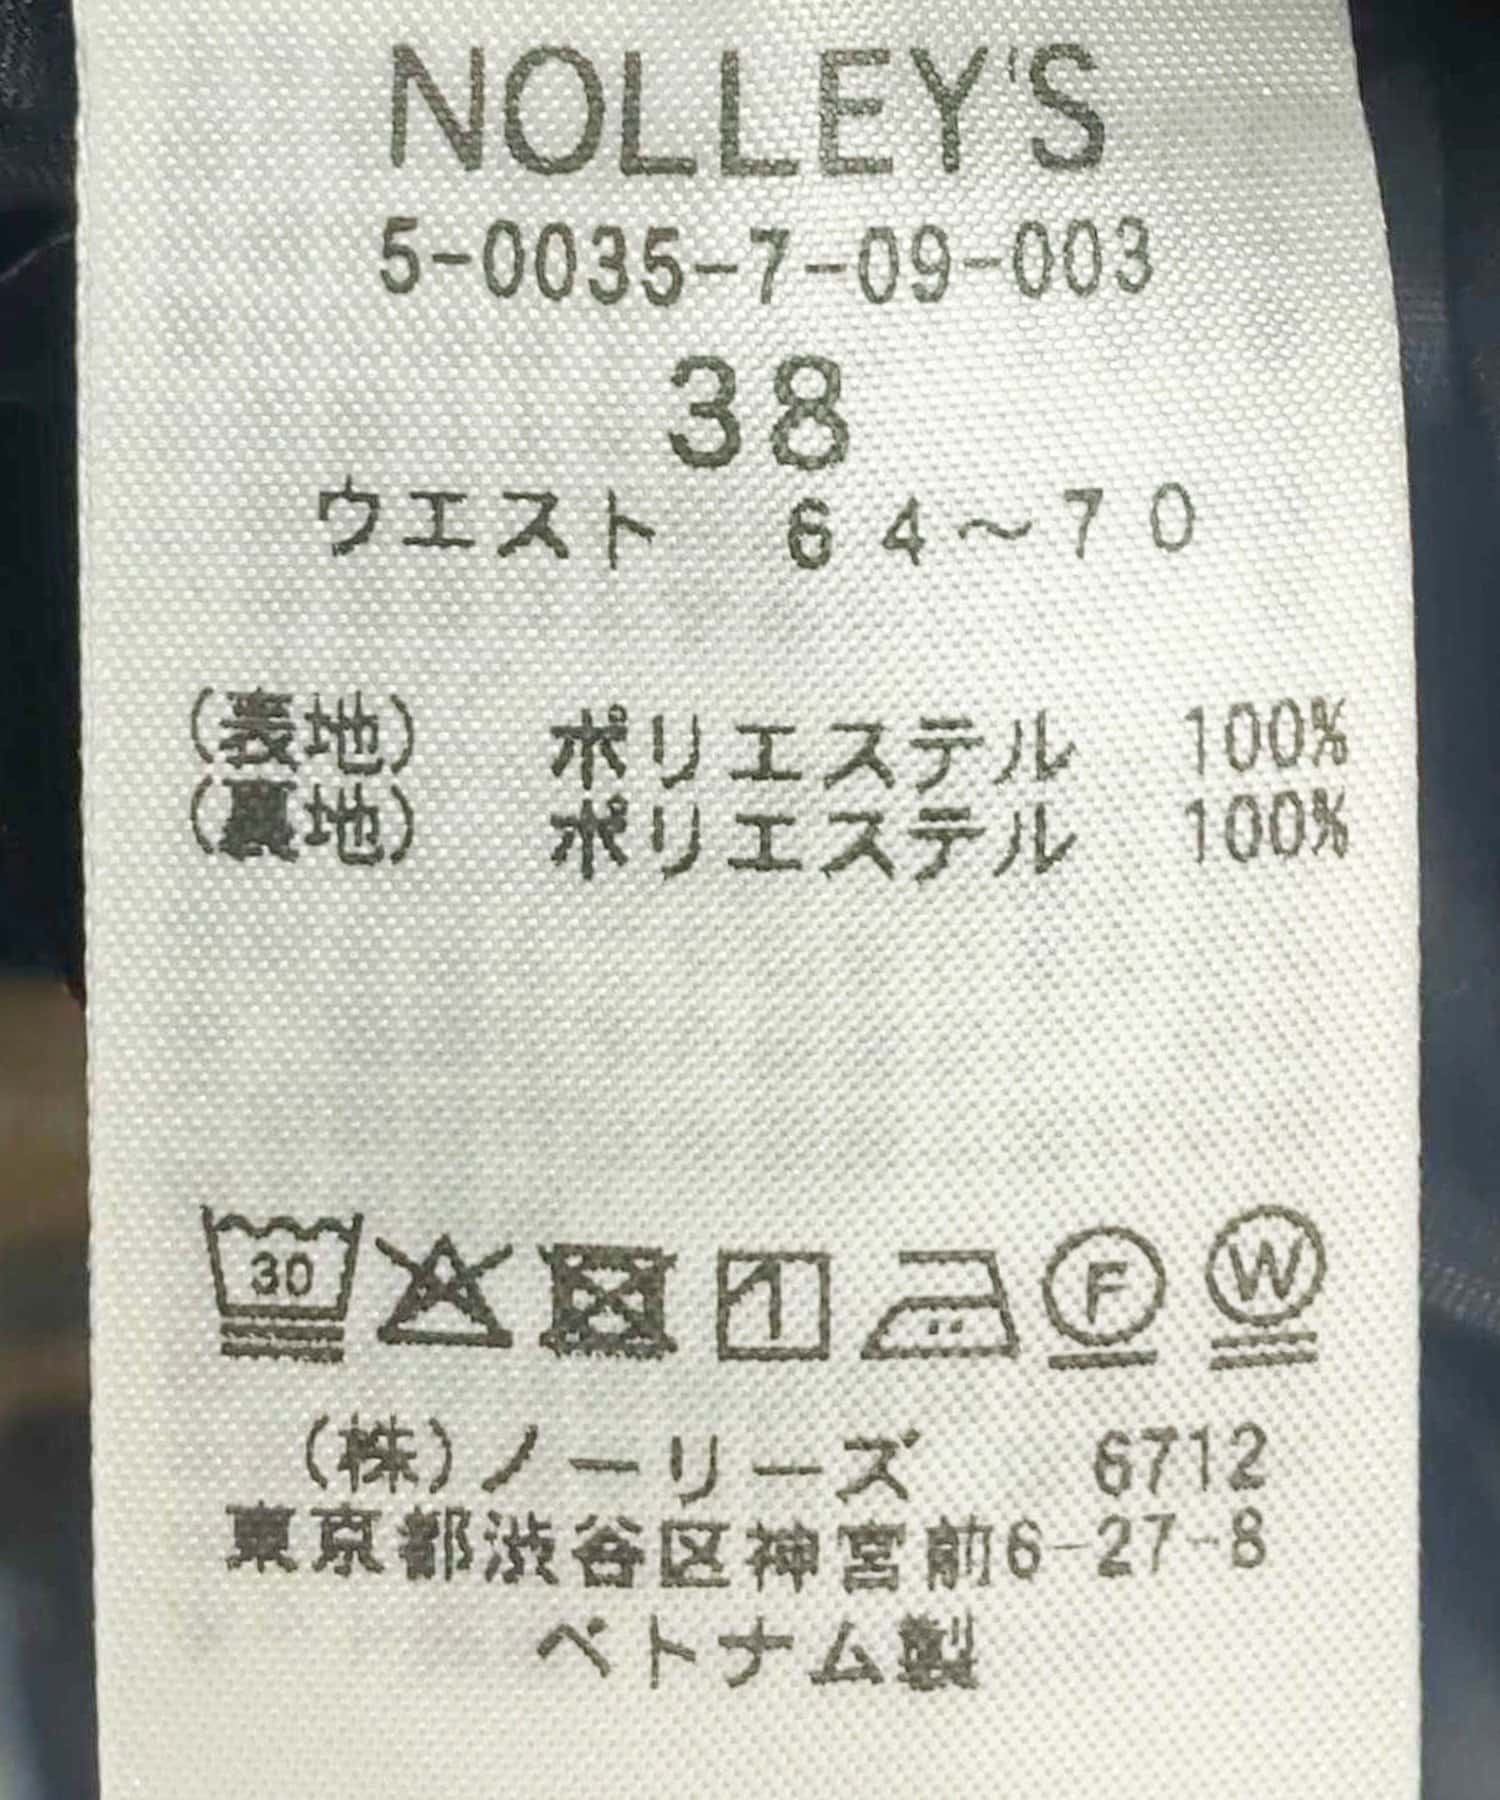 NOLLEY'S
5-0035-7-09-003
38
ウエスト 64～70
(表地) ポリエステル 100%
(裏地) ポリエステル 100%
30 F W
(株)ノーリーズ 6712
東京都渋谷区神宮前6-27-8
ベトナム製